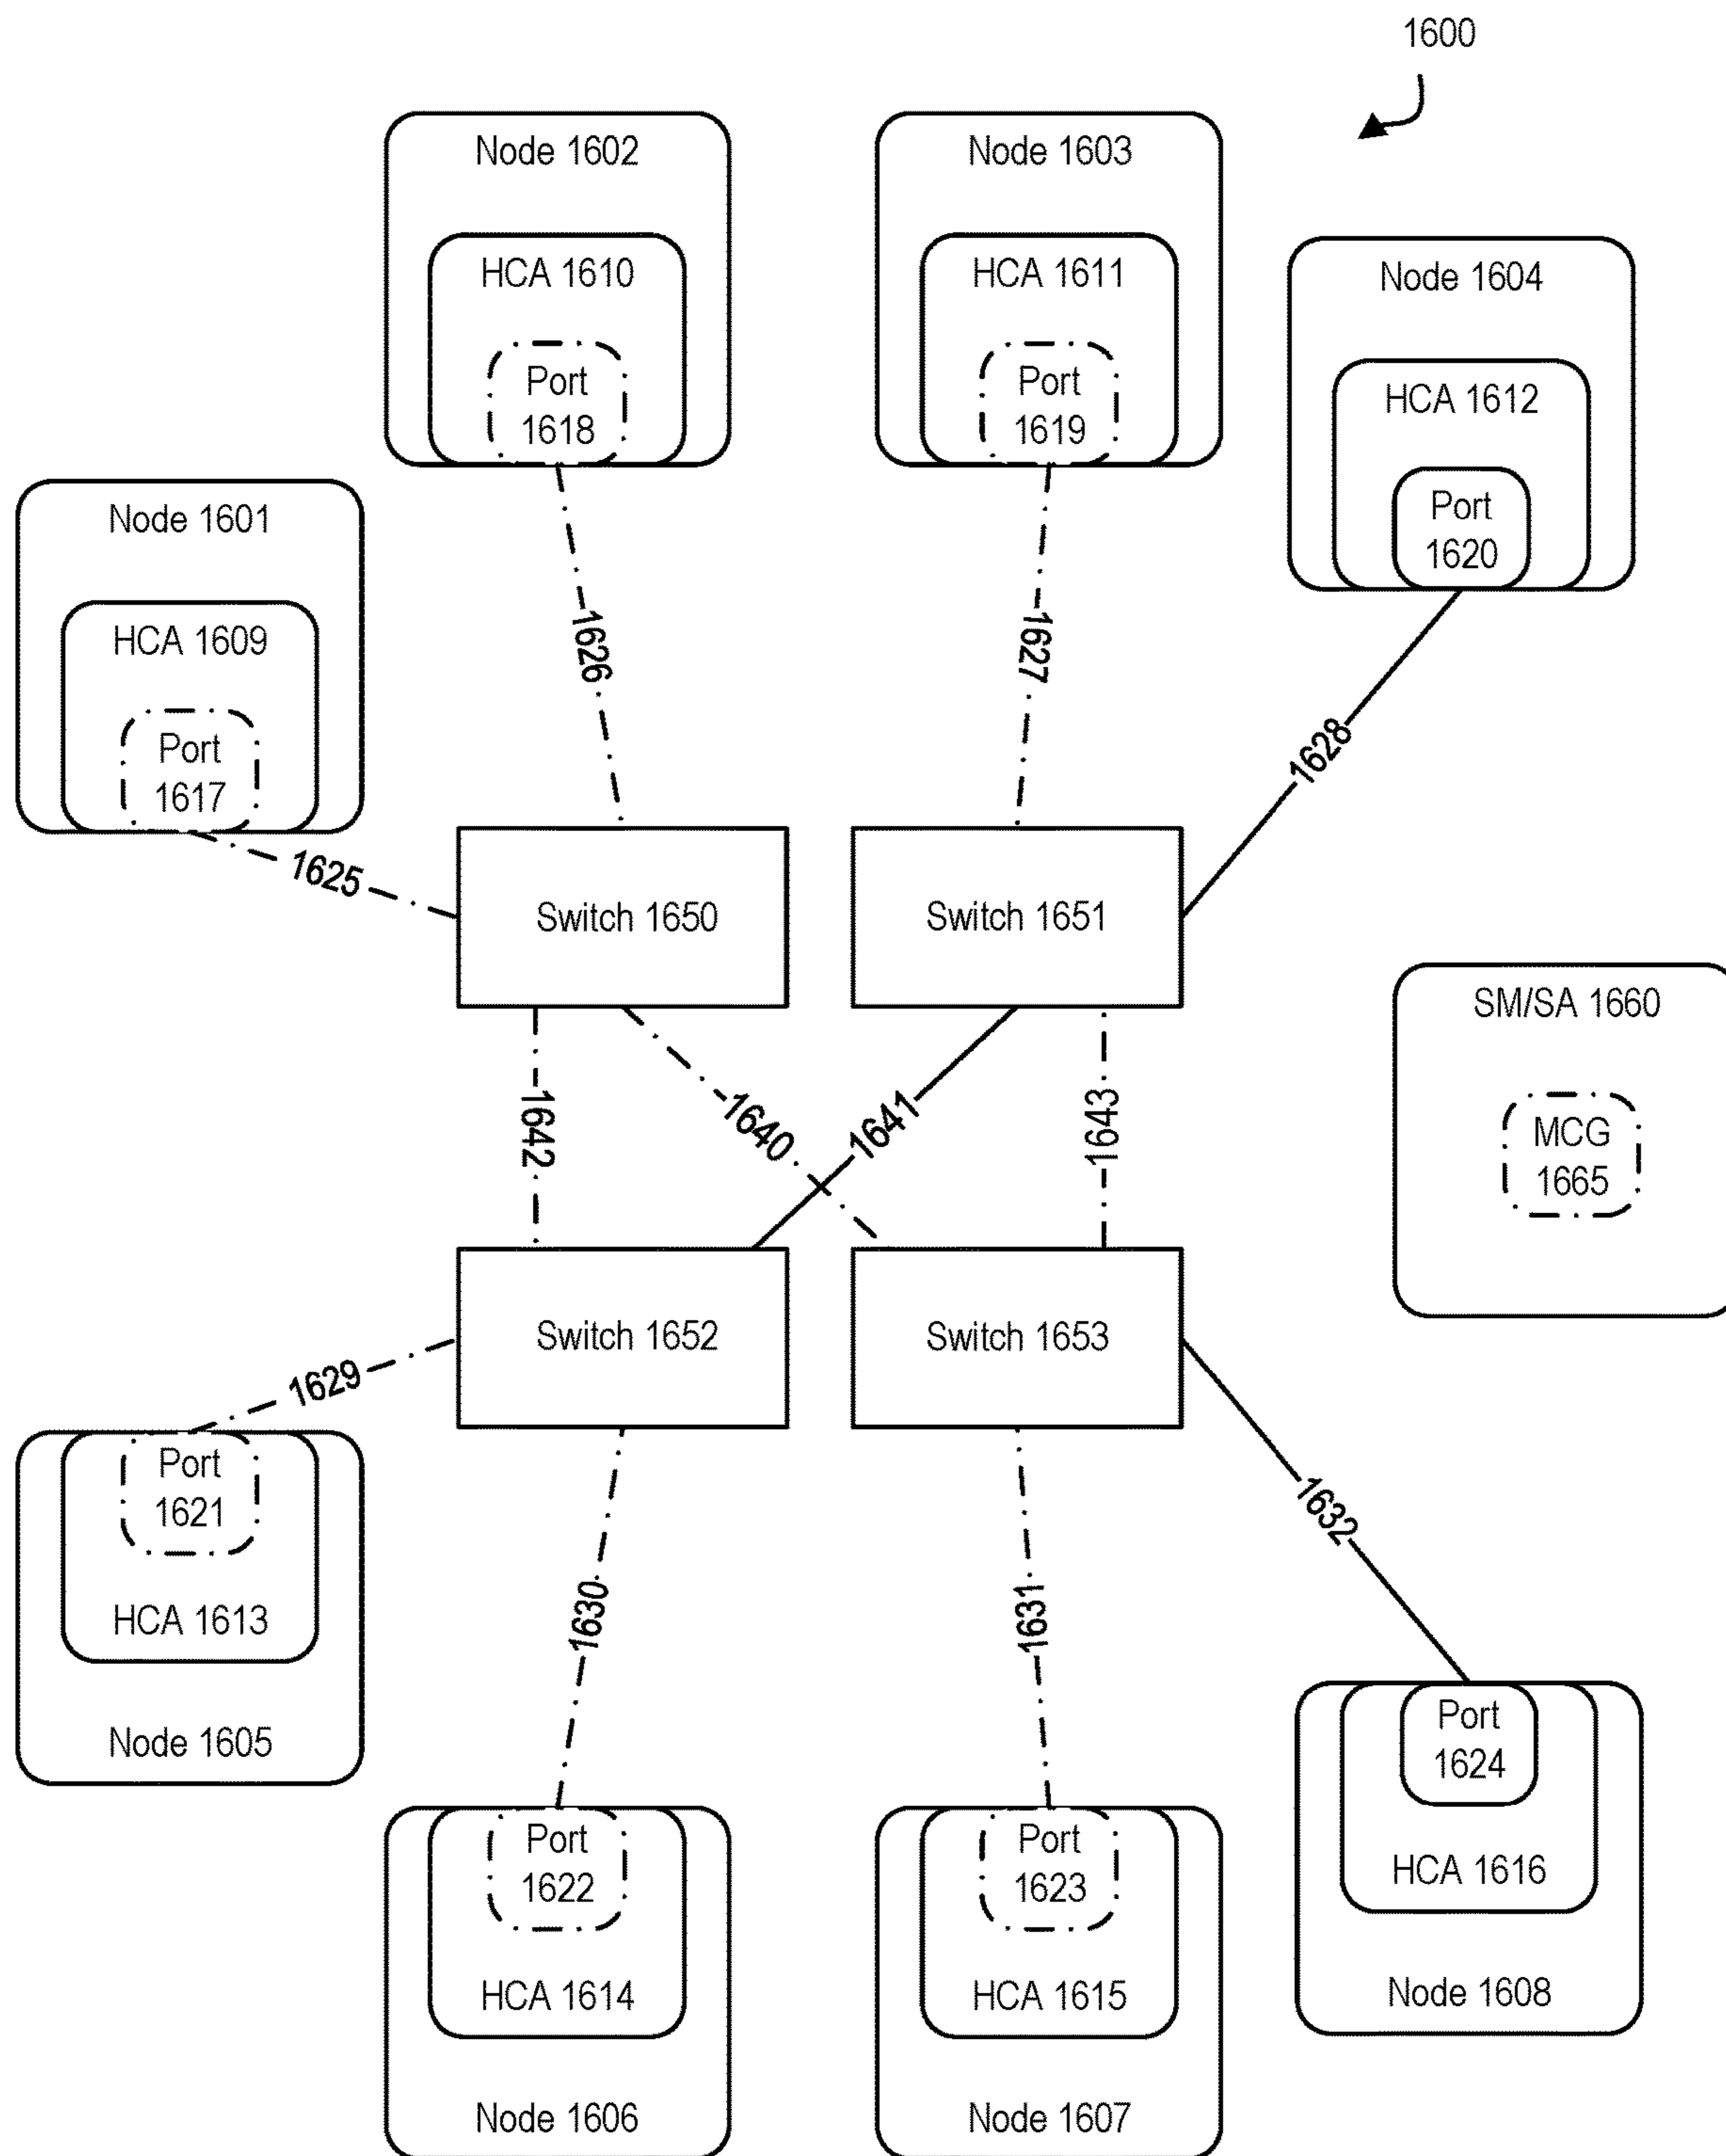 1600
Node 1602
HCA 1610
Port
1618
Node 1603
HCA 1611
Port
1619
Node 1604
HCA 1612
Port
1620
Node 1601
HCA 1609
Port
1617
1626
1627
1628
1625
Switch 1650
Switch 1651
SM/SA 1660
MCG
1665
1642
1640
1641
1643
Switch 1652
Switch 1653
1629
1630
1631
1632
Port
1621
HCA 1613
Node 1605
Port
1622
HCA 1614
Node 1606
Port
1623
HCA 1615
Node 1607
Port
1624
HCA 1616
Node 1608